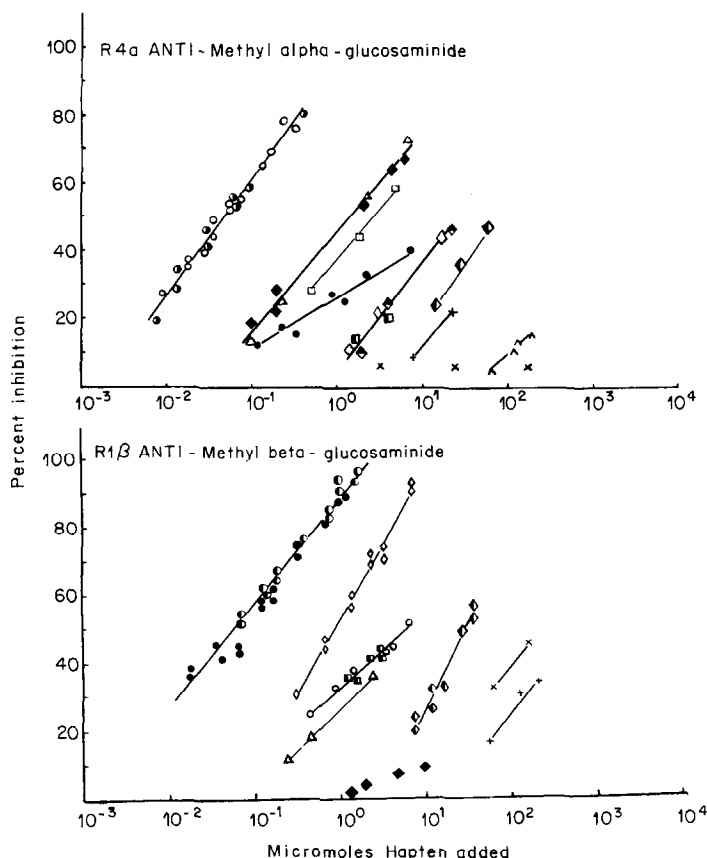 R4a ANTI-Methyl alpha-glucosaminide
100
80
60
40
20
10⁻³ 10⁻² 10⁻¹ 10⁰ 10¹ 10² 10³ 10⁴
Percent inhibition
R1β ANTI-Methyl beta-glucosaminide
100
80
60
40
20
10⁻³ 10⁻² 10⁻¹ 10⁰ 10¹ 10² 10³ 10⁴
Micromoles Hapten added